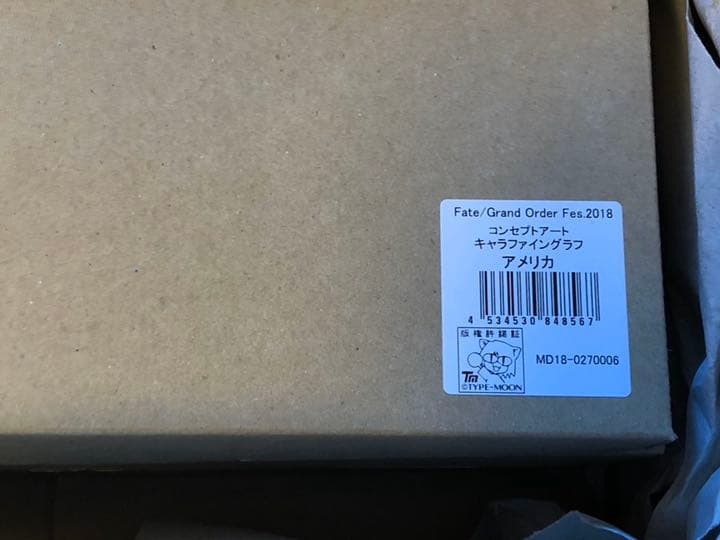 Fate/Grand Order Fes.2018
コンセプトアート
キャラファイングラフ
アメリカ
4 534530 848567
版権許諾証
TM
©TYPE-MOON
MD18-0270006